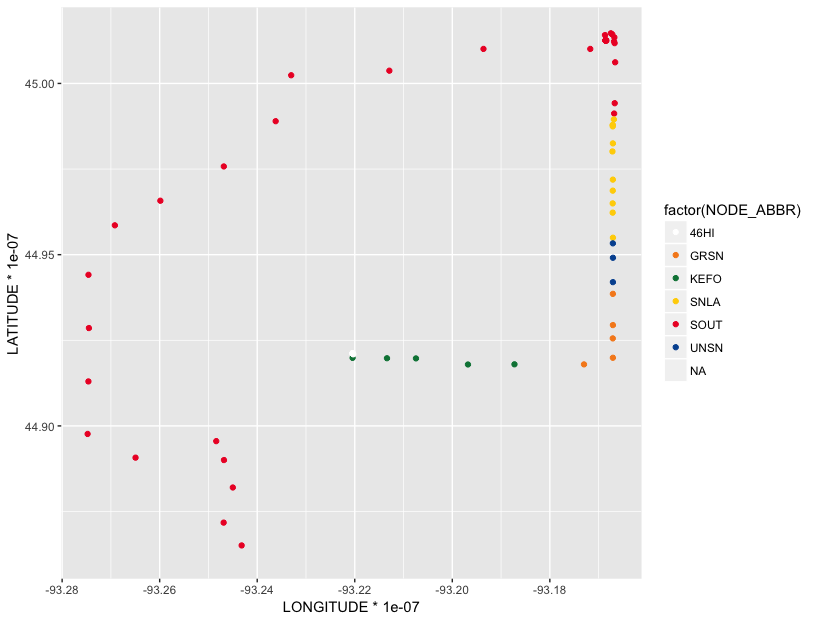 45.00
44.95
44.90
LATITUDE * 1e-07
-93.28 -93.26 -93.24 -93.22 -93.20 -93.18
LONGITUDE * 1e-07
factor(NODE_ABBR)
46HI
GRSN
KEFO
SNLA
SOUT
UNSN
NA